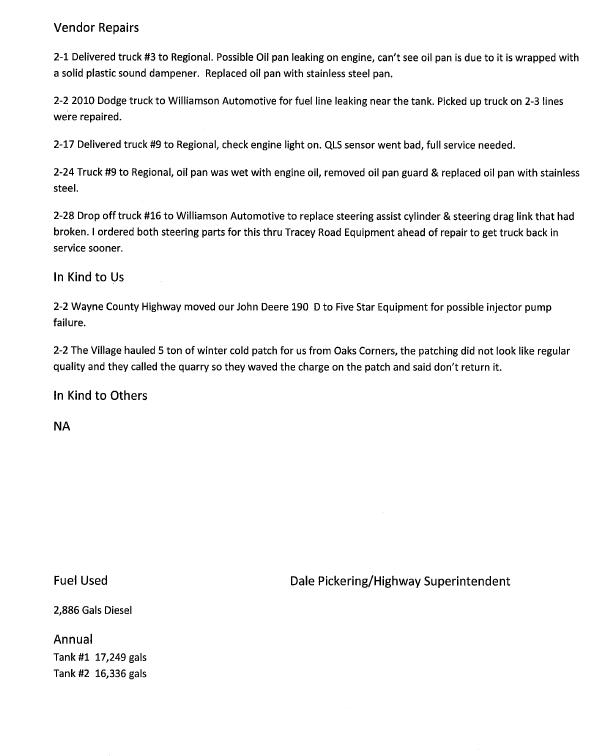 Vendor Repairs
2-1 Delivered truck #3 to Regional. Possible Oil pan leaking on engine, can't see oil pan is due to it is wrapped with
a solid plastic sound dampener.  Replaced oil pan with stainless steel pan.
2-2 2010 Dodge truck to Williamson Automotive for fuel line leaking near the tank. Picked up truck on 2-3 lines
were repaired.
2-17 Delivered truck #9 to Regional, check engine light on. QLS sensor went bad, full service needed.
2-24 Truck #9 to Regional, oil pan was wet with engine oil, removed oil pan guard & replaced oil pan with stainless
steel.
2-28 Drop off truck #16 to Williamson Automotive to replace steering assist cylinder & steering drag link that had
broken. I ordered both steering parts for this thru Tracey Road Equipment ahead of repair to get truck back in
service sooner.
In Kind to Us
2-2 Wayne County Highway moved our John Deere 190  D to Five Star Equipment for possible injector pump
failure.
2-2 The Village hauled 5 ton of winter cold patch for us from Oaks Corners, the patching did not look like regular
quality and they called the quarry so they waved the charge on the patch and said don't return it.
In Kind to Others
NA
Fuel Used
Dale Pickering/Highway Superintendent
2,886 Gals Diesel
Annual
Tank #1  17,249 gals
Tank #2  16,336 gals